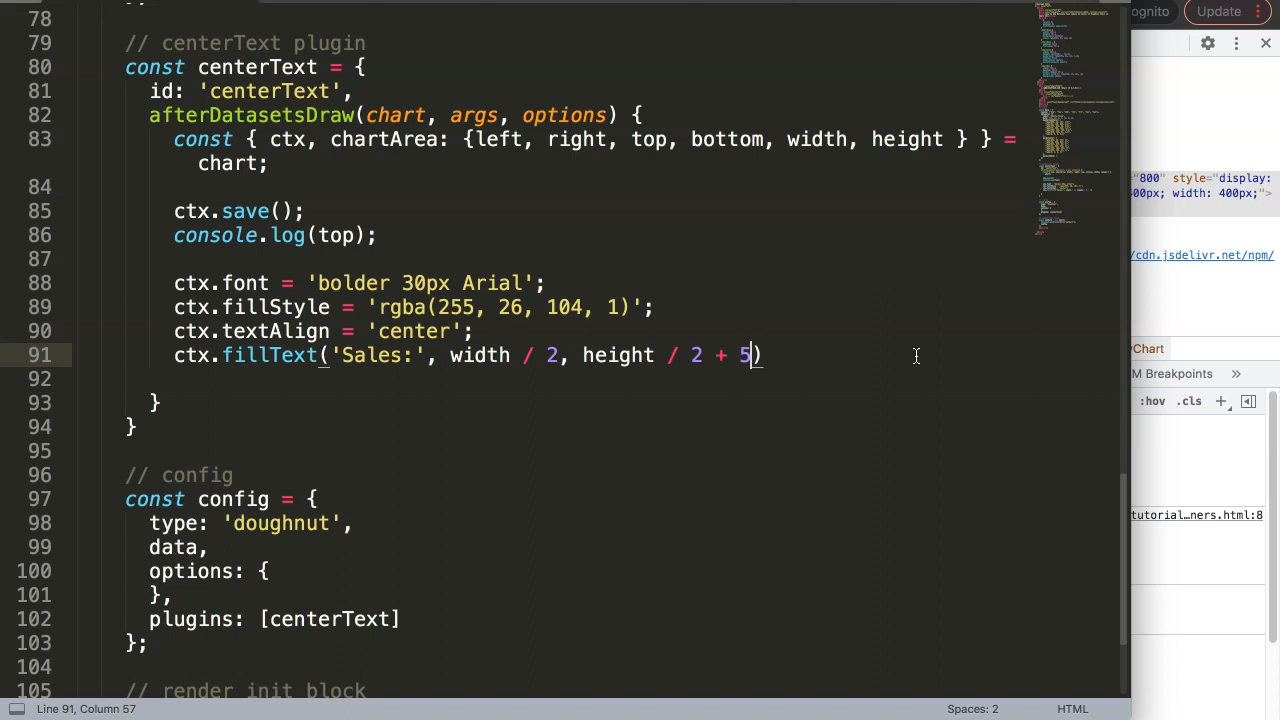 78
79 // centerText plugin
80 const centerText = {
81 id: 'centerText',
82 afterDatasetsDraw(chart, args, options) {
83 const { ctx, chartArea: {left, right, top, bottom, width, height } } =
chart;
84
85 ctx.save();
86 console.log(top);
87
88 ctx.font = 'bolder 30px Arial';
89 ctx.fillStyle = 'rgba(255, 26, 104, 1)';
90 ctx.textAlign = 'center';
91 ctx.fillText('Sales:', width / 2, height / 2 + 5)
92
93 }
94 }
95
96 // config
97 const config = {
98 type: 'doughnut',
99 data,
100 options: {
101 },
102 plugins: [centerText]
103 };
104
105 // render init block
Line 91, Column 57
Spaces: 2
HTML
ognito
Update
="800" style="display:
400px; width: 400px;">
/cdn.jsdelivr.net/npm/
yChart
M Breakpoints
:hov .cls
tutorial…ners.html:8